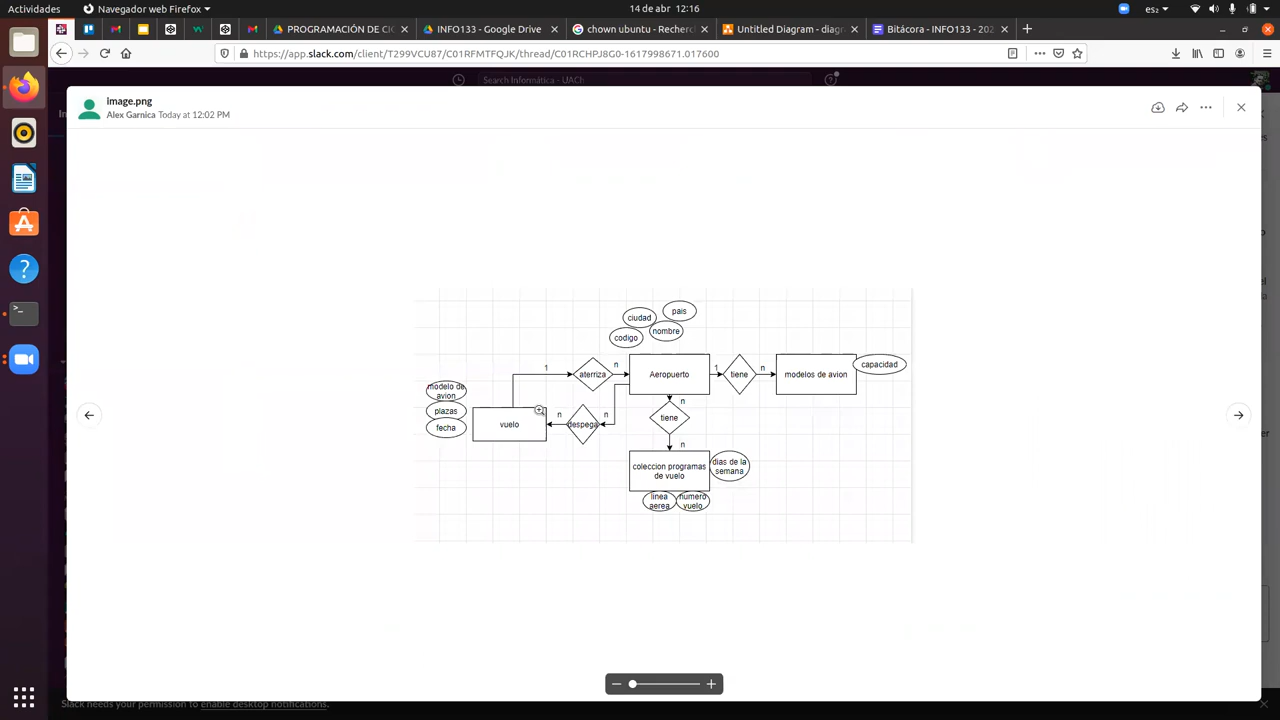 Actividades
Navegador web Firefox
14 de abr 12:16
es2
PROGRAMACIÓN DE CIO
INFO133 - Google Drive
chown ubuntu - Recherc
Untitled Diagram - diagra
Bitácora - INFO133 - 202
https://app.slack.com/client/T299VCU87/C01RFMTFQJK/thread/C01RCHPJ8G0-1617998671.017600
Search Informática - UACh
image.png
Alex Garnica Today at 12:02 PM
ciudad
pais
codigo
nombre
1
aterriza
n
Aeropuerto
1
tiene
n
modelos de avion
capacidad
modelo de
avion
plazas
fecha
vuelo
n
despega
n
n
tiene
n
coleccion programas
de vuelo
dias de la
semana
linea
aerea
numero
vuelo
Slack needs your permission to enable desktop notifications.